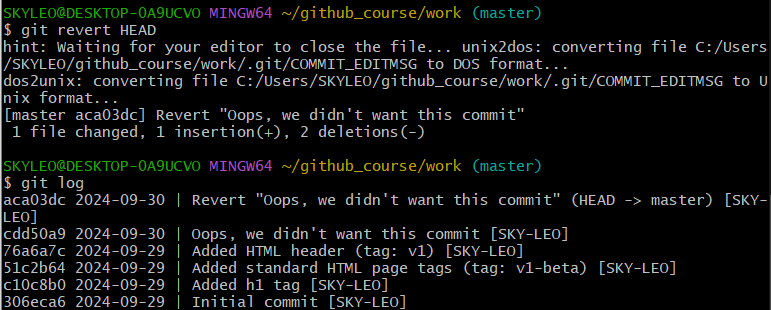 SKYLEO@DESKTOP-0A9UCVO MINGW64 ~/github_course/work (master)
$ git revert HEAD
hint: Waiting for your editor to close the file... unix2dos: converting file C:/Users
/SKYLEO/github_course/work/.git/COMMIT_EDITMSG to DOS format...
dos2unix: converting file C:/Users/SKYLEO/github_course/work/.git/COMMIT_EDITMSG to U
nix format...
[master aca03dc] Revert "Oops, we didn't want this commit"
 1 file changed, 1 insertion(+), 2 deletions(-)
SKYLEO@DESKTOP-0A9UCVO MINGW64 ~/github_course/work (master)
$ git log
aca03dc 2024-09-30 | Revert "Oops, we didn't want this commit" (HEAD -> master) [SKY-
LEO]
cdd50a9 2024-09-30 | Oops, we didn't want this commit [SKY-LEO]
76a6a7c 2024-09-29 | Added HTML header (tag: v1) [SKY-LEO]
51c2b64 2024-09-29 | Added standard HTML page tags (tag: v1-beta) [SKY-LEO]
c10c8b0 2024-09-29 | Added h1 tag [SKY-LEO]
306eca6 2024-09-29 | Initial commit [SKY-LEO]